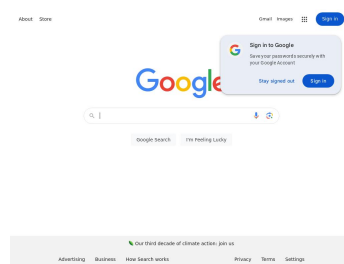 About Store
Gmail Images Sign in
Sign in to Google
Save your passwords securely with
your Google Account
Stay signed out Sign in
Google
Google Search I'm Feeling Lucky
Our third decade of climate action: join us
Advertising Business How Search works Privacy Terms Settings